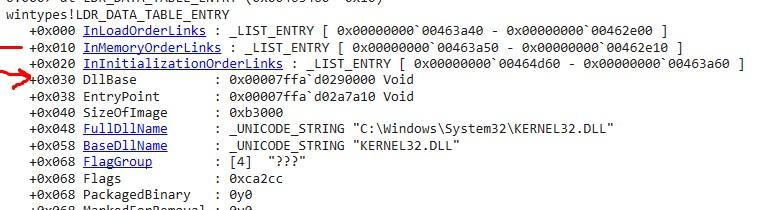 wintypes!LDR_DATA_TABLE_ENTRY
+0x000 InLoadOrderLinks : _LIST_ENTRY [ 0x00000000`00463a40 - 0x00000000`00462e00 ]
+0x010 InMemoryOrderLinks : _LIST_ENTRY [ 0x00000000`00463a50 - 0x00000000`00462e10 ]
+0x020 InInitializationOrderLinks : _LIST_ENTRY [ 0x00000000`00464d60 - 0x00000000`00463a60 ]
+0x030 DllBase : 0x00007ffa`d0290000 Void
+0x038 EntryPoint : 0x00007ffa`d02a7a10 Void
+0x040 SizeOfImage : 0xb3000
+0x048 FullDllName : _UNICODE_STRING "C:\Windows\System32\KERNEL32.DLL"
+0x058 BaseDllName : _UNICODE_STRING "KERNEL32.DLL"
+0x068 FlagGroup : [4] "???"
+0x068 Flags : 0xca2cc
+0x068 PackagedBinary : 0y0
+0x068 MarkedForRemoval : 0y0